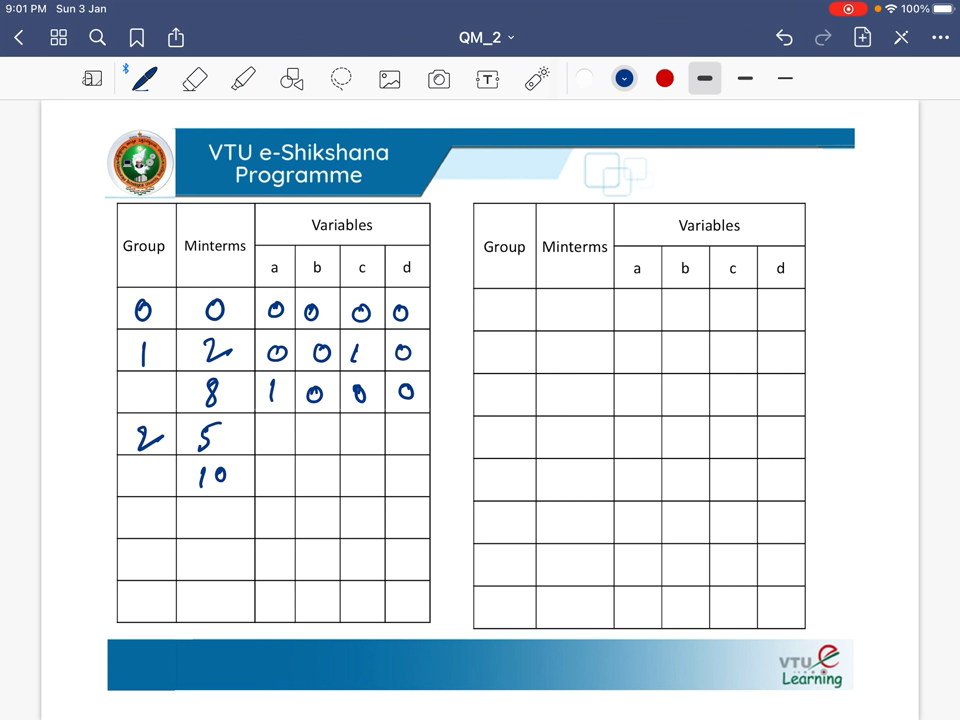 9:01 PM Sun 3 Jan
100%
QM_2
T
VTU e-Shikshana
Programme
Group Minterms Variables
a b c d
0 0 0 0 0 0
1 2 0 0 1 0
8 1 0 0 0
2 5
10
Group Minterms Variables
a b c d
VTU e
Learning